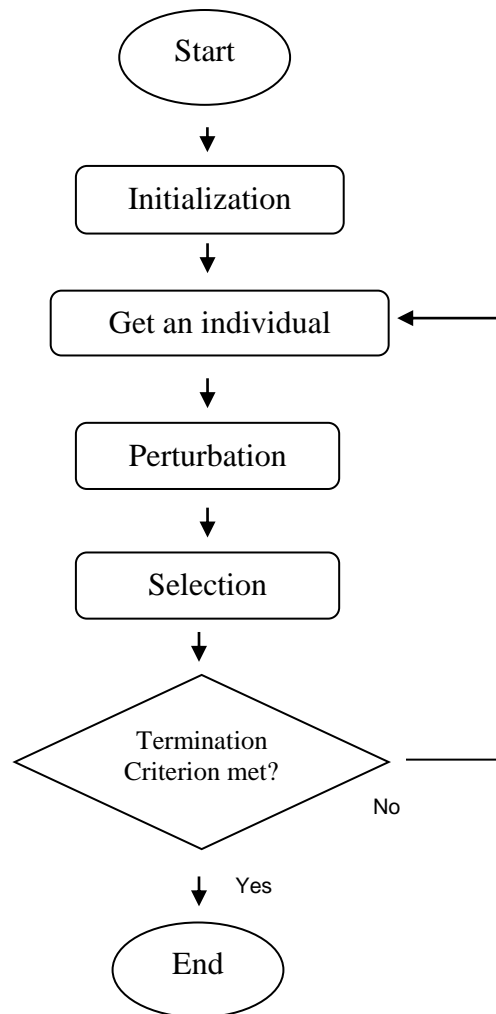 Start
Initialization
Get an individual
Perturbation
Selection
Termination
Criterion met?
No
Yes
End